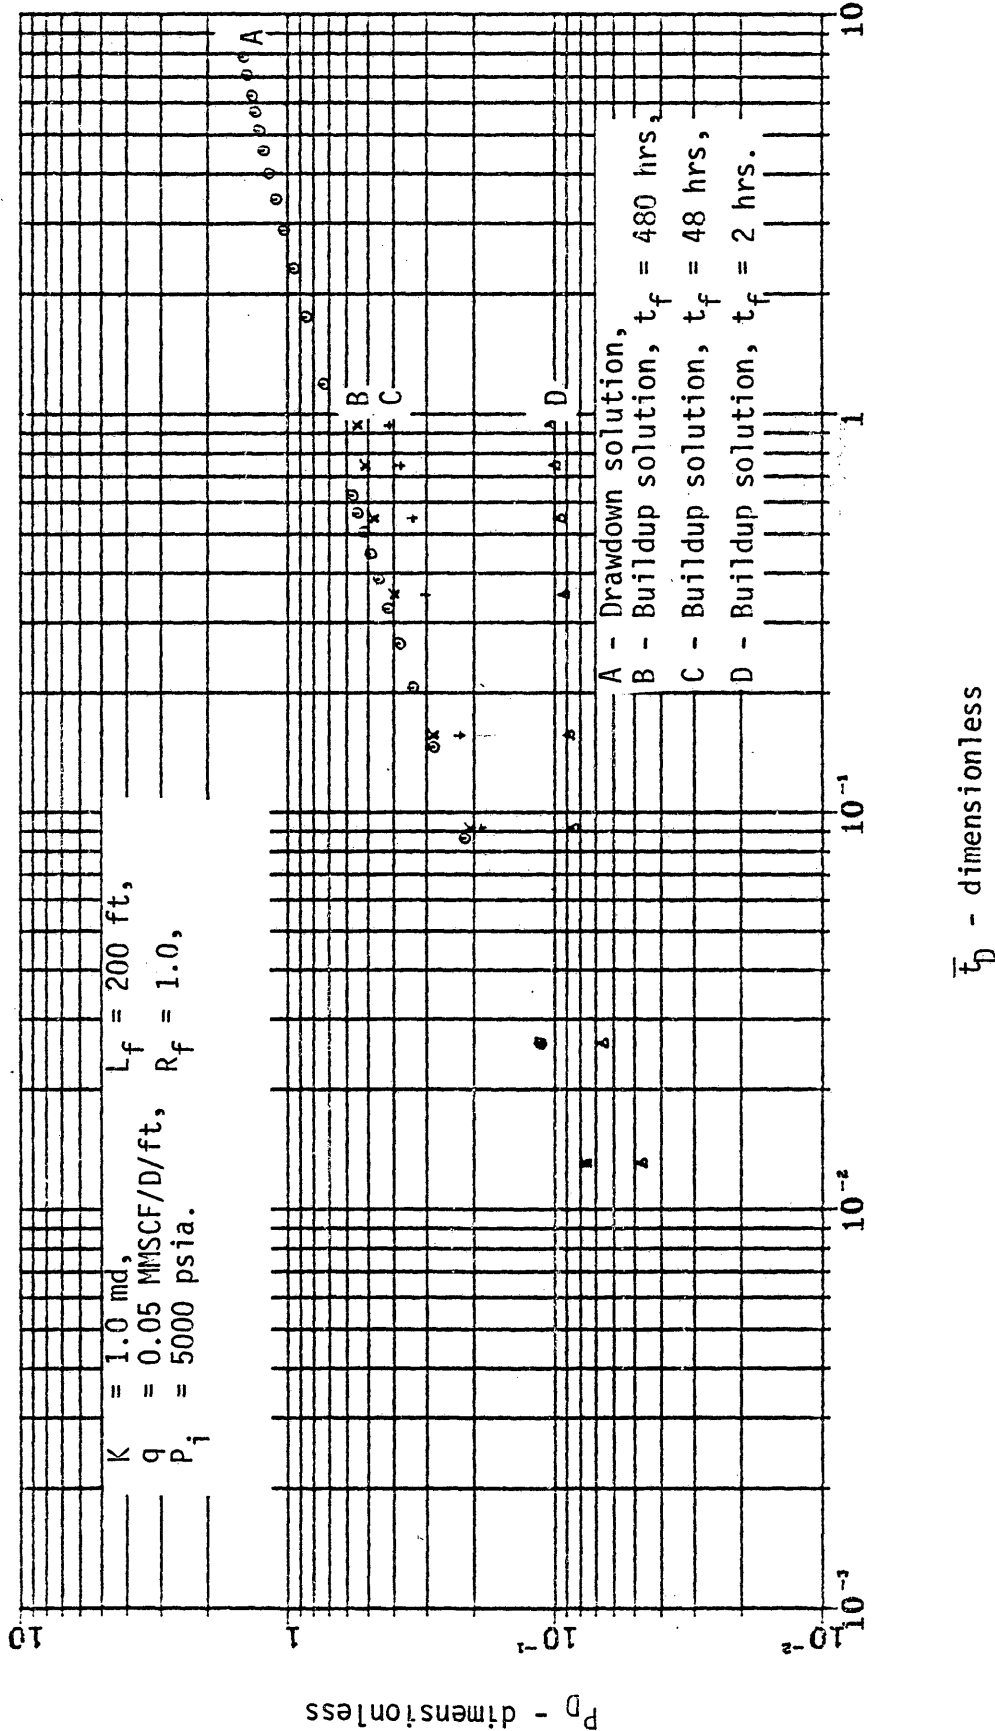 K = 1.0 md, L_f = 200 ft,
q = 0.05 MMSCF/D/ft, R_f = 1.0,
P_i = 5000 psia.
A
B
C
D
A - Drawdown solution,
B - Buildup solution, t_f = 480 hrs,
C - Buildup solution, t_f = 48 hrs,
D - Buildup solution, t_f = 2 hrs.
10
1
10⁻¹
10⁻²
P_D - dimensionless
10⁻³
10⁻²
10⁻¹
1
10
t̅_D - dimensionless